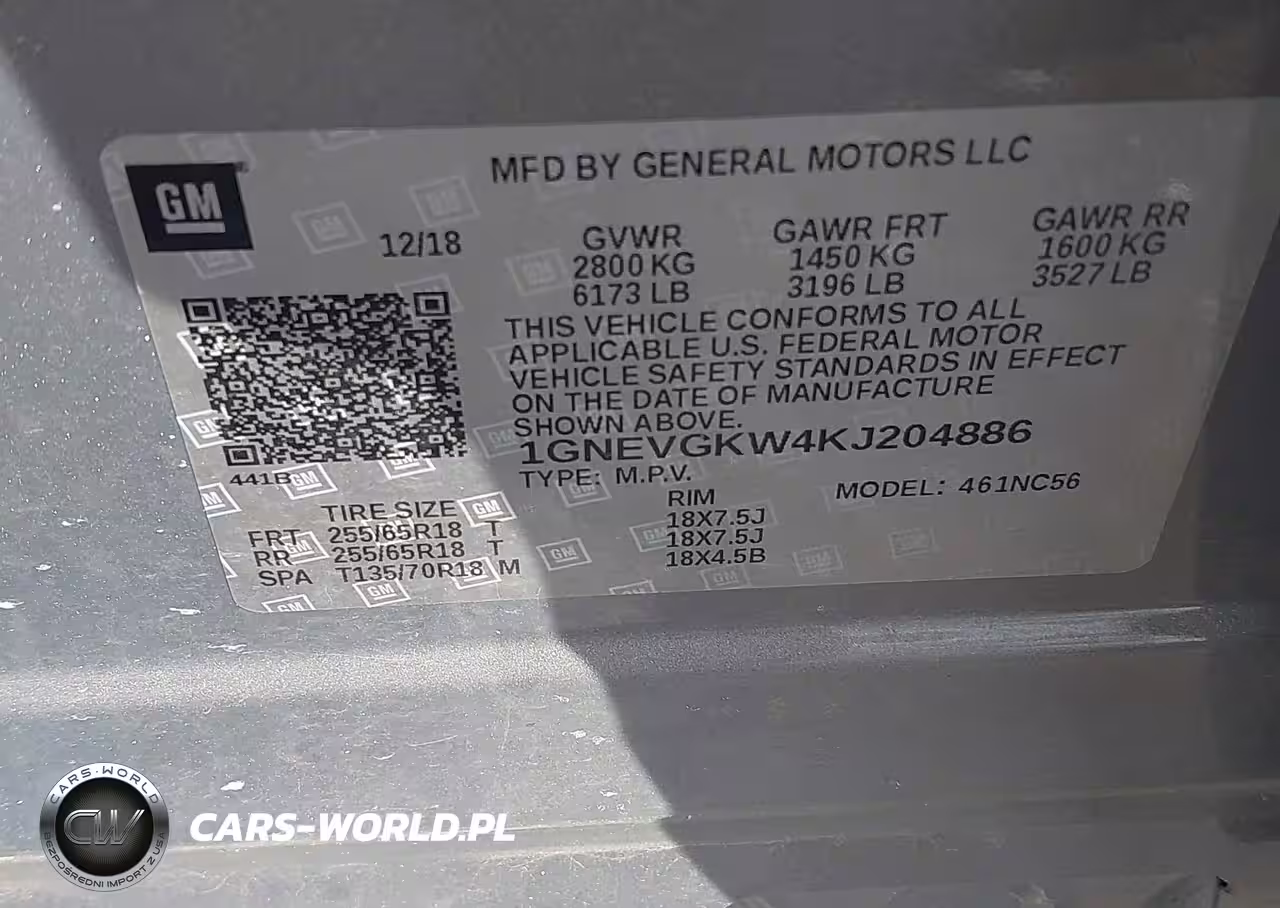 GM
MFD BY GENERAL MOTORS LLC
12/18
GVWR
2800 KG
6173 LB
GAWR FRT
1450 KG
3196 LB
GAWR RR
1600 KG
3527 LB
THIS VEHICLE CONFORMS TO ALL
APPLICABLE U.S. FEDERAL MOTOR
VEHICLE SAFETY STANDARDS IN EFFECT
ON THE DATE OF MANUFACTURE
SHOWN ABOVE.
1GNEVGKW4KJ204886
TYPE: M.P.V.
MODEL: 461NC56
441B
TIRE SIZE RIM
FRT 255/65R18 T 18X7.5J
RR 255/65R18 T 18X7.5J
SPA T135/70R18 M 18X4.5B
CARS-WORLD
CW
BEZPOŚREDNI IMPORT Z USA
CARS-WORLD.PL